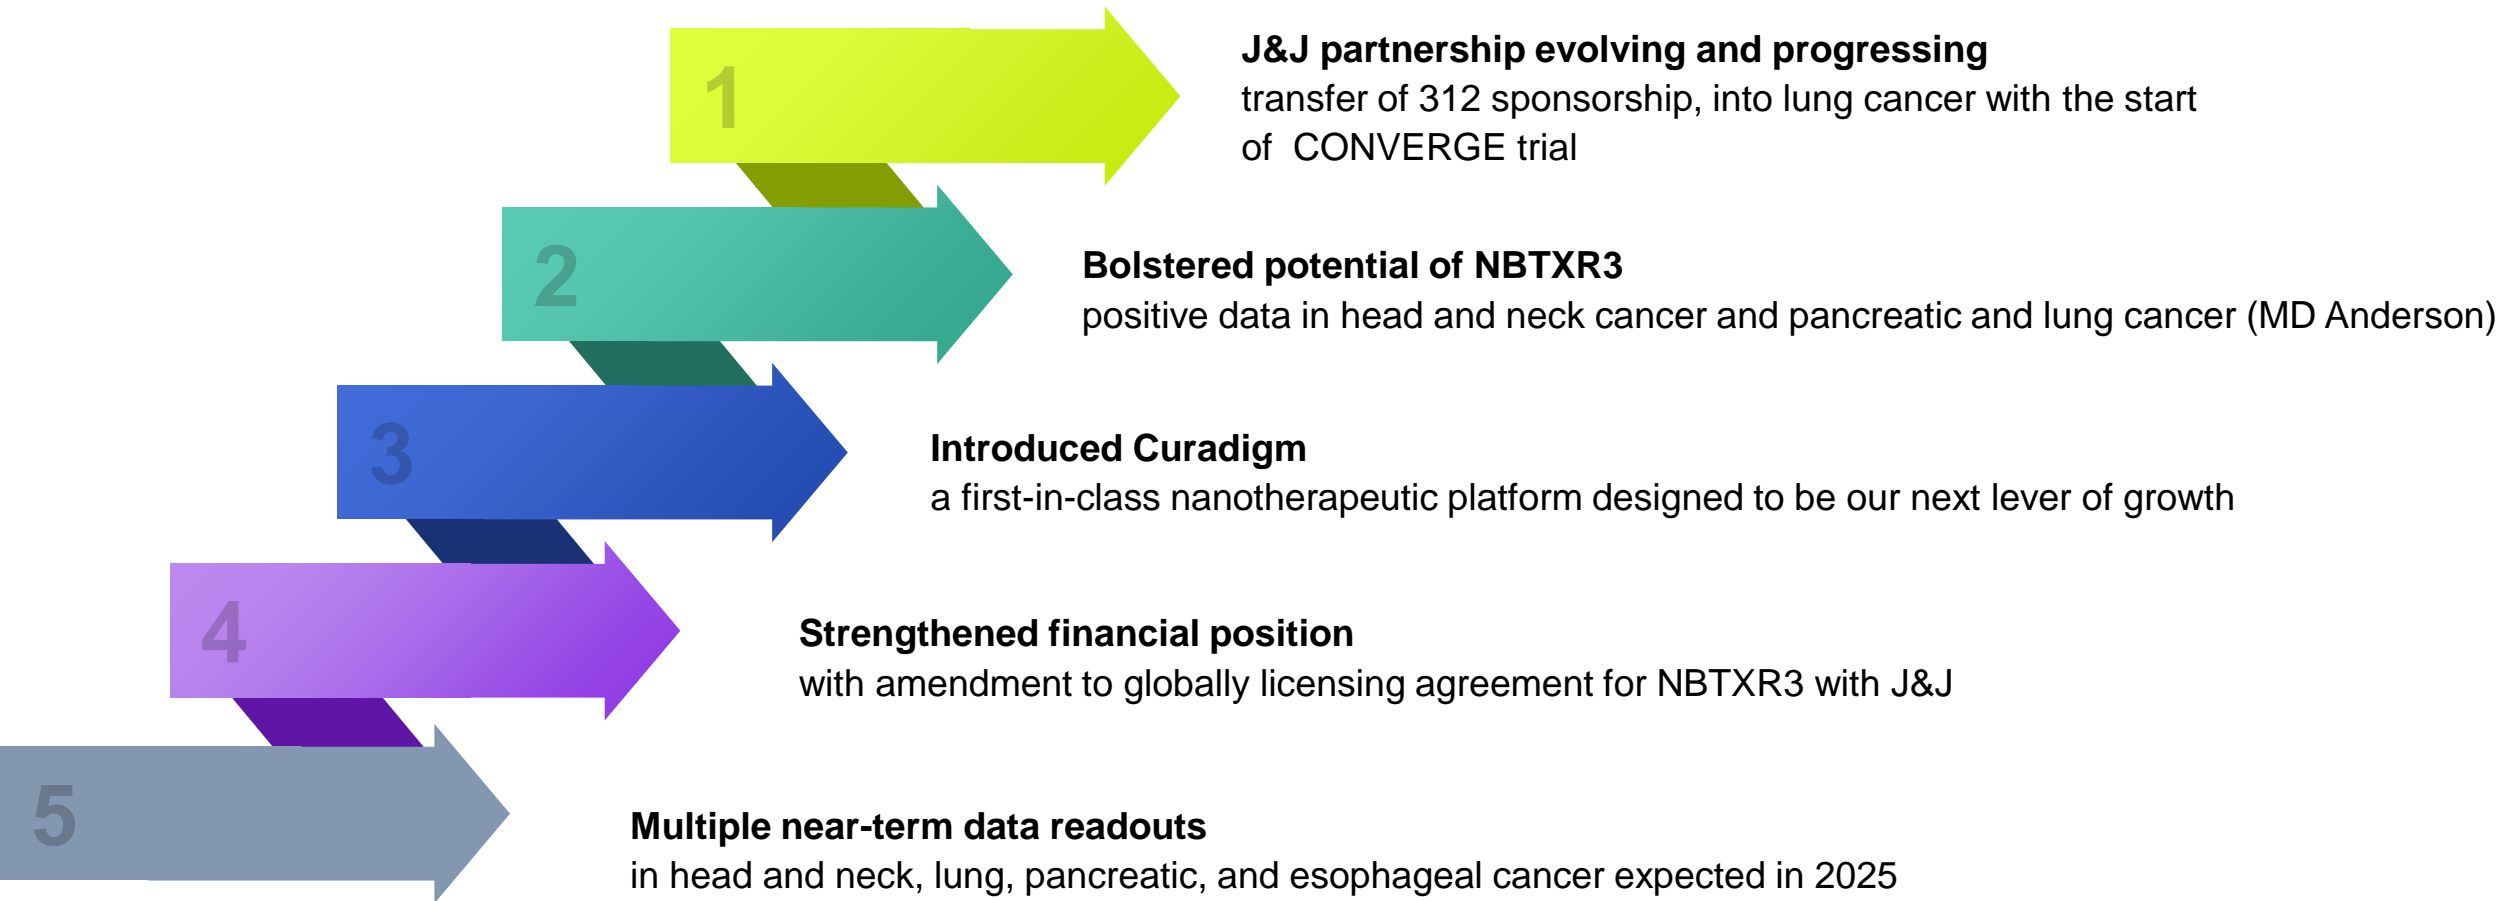 1
J&J partnership evolving and progressing
transfer of 312 sponsorship, into lung cancer with the start
of  CONVERGE trial
2
Bolstered potential of NBTXR3
positive data in head and neck cancer and pancreatic and lung cancer (MD Anderson)
3
Introduced Curadigm
a first-in-class nanotherapeutic platform designed to be our next lever of growth
4
Strengthened financial position
with amendment to globally licensing agreement for NBTXR3 with J&J
5
Multiple near-term data readouts
in head and neck, lung, pancreatic, and esophageal cancer expected in 2025